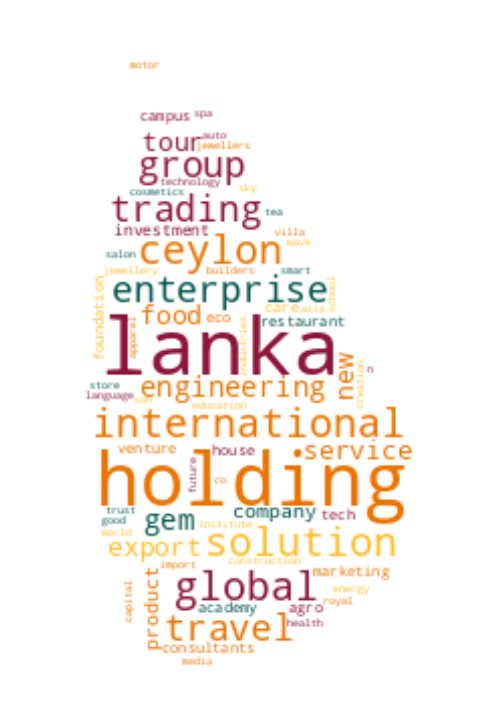 motor
campus spa
tour auto
jewellers
group
technology
cosmetics sky
trading tea
investment villa
ceylon wave
salon
jewellery builders smart
enterprise
foundation
care asia school
food eco
apparel
industries
restaurant
lanka
new
n
store
engineering
language son
creation
education
international
venture house service
future
holding
co
trust
good gem company tech
institute
world
export solution
construction
import marketing
capital
product
global energy
royal
academy agro
travel health
consultants
media